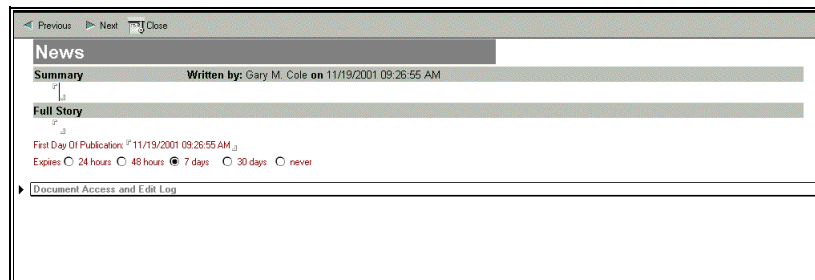 Previous Next Close
News
Summary Written by: Gary M. Cole on 11/19/2001 09:26:55 AM
Full Story
First Day Of Publication: 11/19/2001 09:26:55 AM
Expires 24 hours 48 hours 7 days 30 days never
Document Access and Edit Log